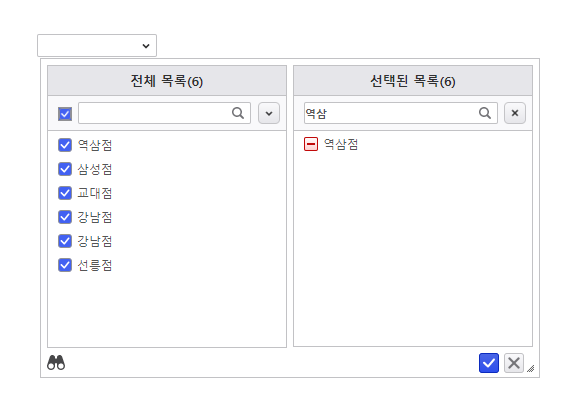 전체 목록(6)
선택된 목록(6)
역삼
역삼점
삼성점
교대점
강남점
강남점
선릉점
역삼점